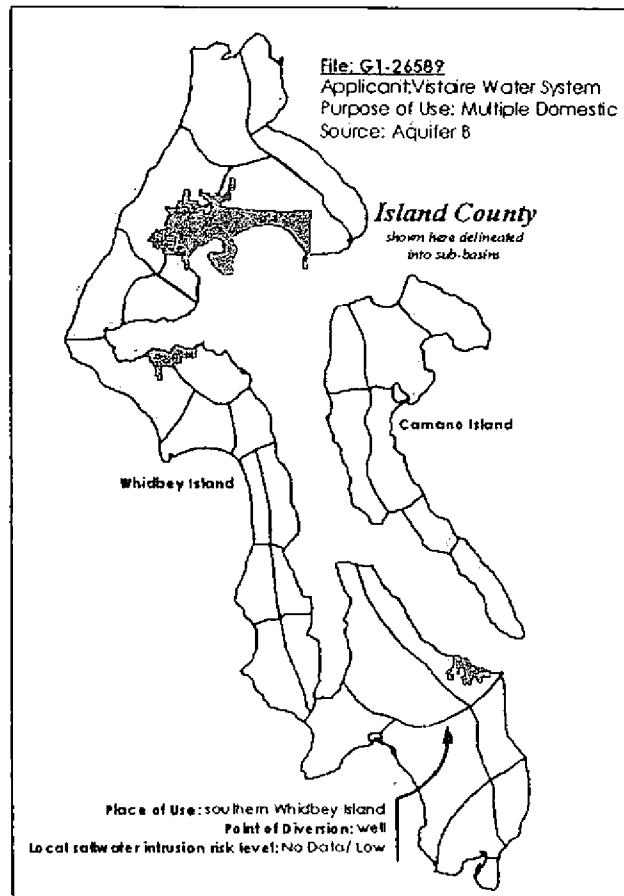 File: G1-26589
Applicant:Vistaire Water System
Purpose of Use: Multiple Domestic
Source: Aquifer B
Island County
shown here delineated
into sub-basins
Camano Island
Whidbey Island
Place of Use: southern Whidbey Island
Point of Diversion: well
Local saltwater intrusion risk level: No Data/ Low